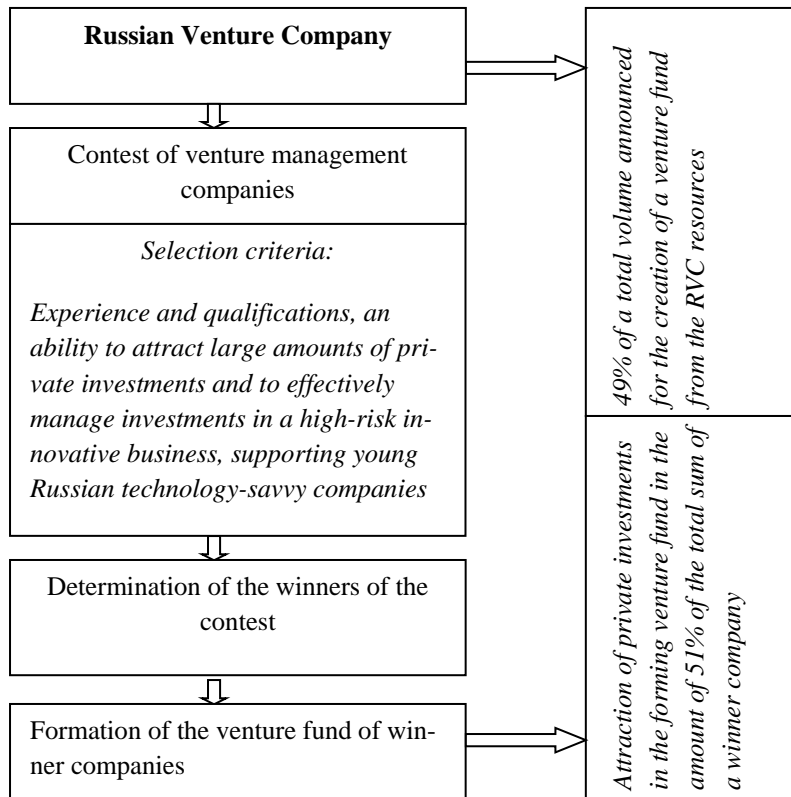 Russian Venture Company
Contest of venture management
companies
Selection criteria:
Experience and qualifications, an
ability to attract large amounts of pri-
vate investments and to effectively
manage investments in a high-risk in-
novative business, supporting young
Russian technology-savvy companies
Determination of the winners of the
contest
Formation of the venture fund of win-
ner companies
49% of a total volume announced
for the creation of a venture fund
from the RVC resources
Attraction of private investments
in the forming venture fund in the
amount of 51% of the total sum of
a winner company